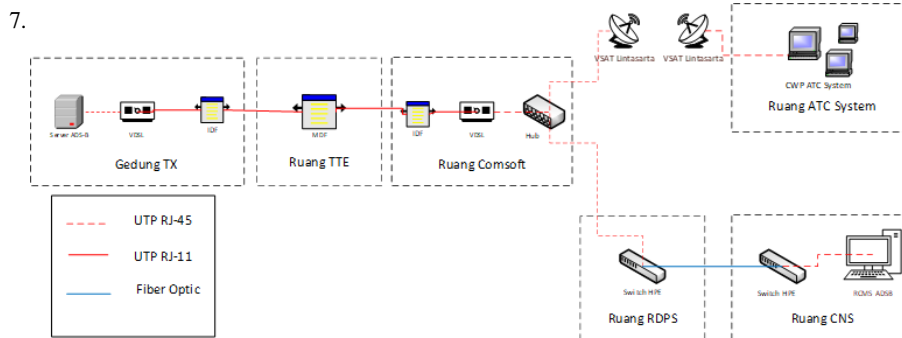 7.
VSAT Lintasarta
VSAT Lintasarta
CWP ATC System
Ruang ATC System
Server ADS-B
VDSL
IDF
MDF
IDF
VDSL
Hub
Gedung TX
Ruang TTE
Ruang Comsoft
UTP RJ-45
UTP RJ-11
Fiber Optic
Switch HPE
Switch HPE
RCMS ADSB
Ruang RDPS
Ruang CNS